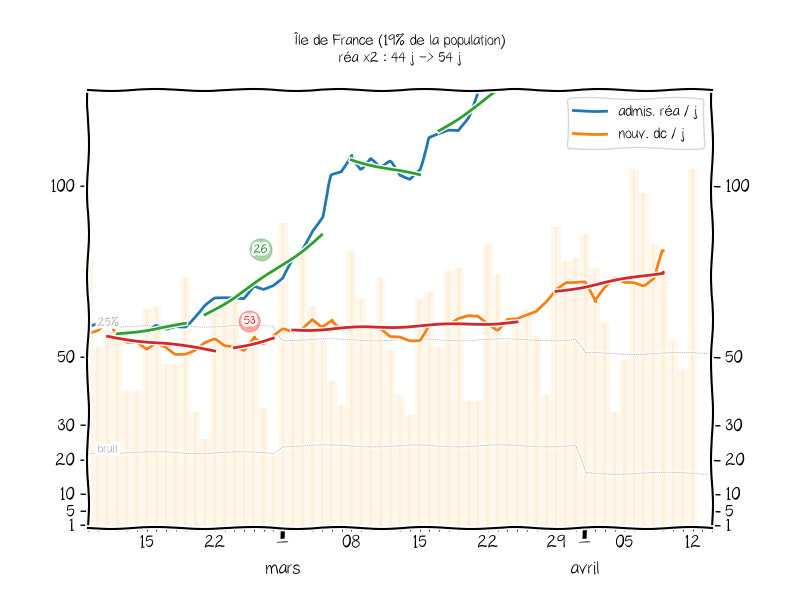 Île de France (19% de la population)
réa x2 : 44 j -> 54 j
admis. réa / j
nouv. dc / j
100
100
26
53
25%
50
50
bruit
30
30
20
20
10
10
5
5
1
1
15 22 1 08 15 22 29 1 05 12
mars avril